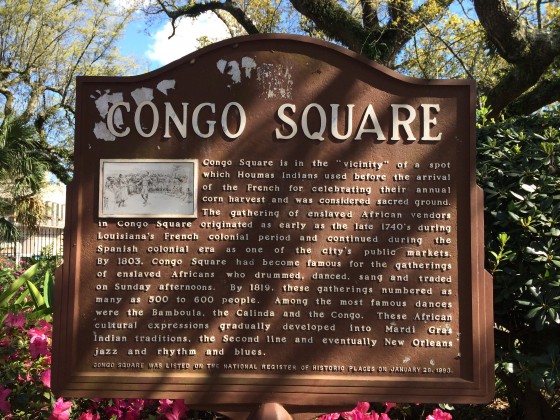 CONGO SQUARE
Congo Square is in the "vicinity" of a spot
which Houmas Indians used before the arrival
of the French for celebrating their annual
corn harvest and was considered sacred ground.
The gathering of enslaved African vendors
in Congo Square originated as early as the late 1740's during
Louisiana's French colonial period and continued during the
Spanish colonial era as one of the city's public markets.
By 1803, Congo Square had become famous for the gatherings
of enslaved Africans who drummed, danced, sang and traded
on Sunday afternoons. By 1819, these gatherings numbered as
many as 500 to 600 people. Among the most famous dances
were the Bamboula, the Calinda and the Congo. These African
cultural expressions gradually developed into Mardi Gras
Indian traditions, the Second line and eventually New Orleans
jazz and rhythm and blues.
CONGO SQUARE WAS LISTED ON THE NATIONAL REGISTER OF HISTORIC PLACES ON JANUARY 28, 1993.